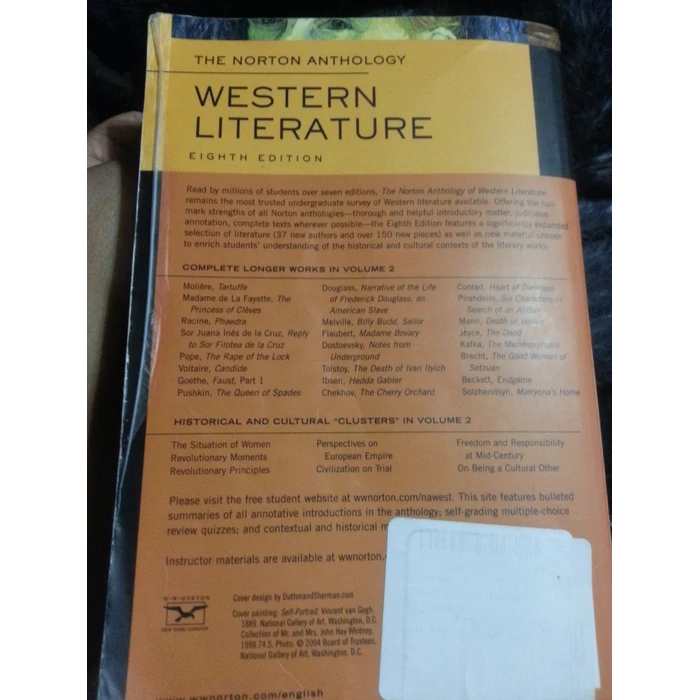 THE NORTON ANTHOLOGY
WESTERN
LITERATURE
EIGHTH EDITION
Read by millions of students over seven editions, The Norton Anthology of Western Literature
remains the most trusted undergraduate survey of Western literature available. Offering the hall-
mark strengths of all Norton anthologies—thorough and helpful introductory matter, judicious
annotation, complete texts wherever possible—the Eighth Edition features a significantly expanded
selection of literature (37 new authors and over 150 new pieces) as well as new material chosen
to enrich students' understanding of the historical and cultural contexts of the literary works.
COMPLETE LONGER WORKS IN VOLUME 2
Molière, Tartuffe
Madame de La Fayette, The
Princess of Clèves
Racine, Phaedra
Sor Juana Inés de la Cruz, Reply
to Sor Filotea de la Cruz
Pope, The Rape of the Lock
Voltaire, Candide
Goethe, Faust, Part 1
Pushkin, The Queen of Spades
Douglass, Narrative of the Life
of Frederick Douglass, an
American Slave
Melville, Billy Budd, Sailor
Flaubert, Madame Bovary
Dostoevsky, Notes from
Underground
Tolstoy, The Death of Ivan Ilyich
Ibsen, Hedda Gabler
Chekhov, The Cherry Orchard
Conrad, Heart of Darkness
Pirandello, Six Characters in
Search of an Author
Mann, Death in Venice
Joyce, The Dead
Kafka, The Metamorphosis
Brecht, The Good Woman of
Setzuan
Beckett, Endgame
Solzhenitsyn, Matryona's Home
HISTORICAL AND CULTURAL "CLUSTERS" IN VOLUME 2
The Situation of Women
Revolutionary Moments
Revolutionary Principles
Perspectives on
European Empire
Civilization on Trial
Freedom and Responsibility
at Mid-Century
On Being a Cultural Other
Please visit the free student website at wwnorton.com/nawest. This site features bulleted
summaries of all annotative introductions in the anthology; self-grading multiple-choice
review quizzes; and contextual and historical
Instructor materials are available at wwnorton.
W·W·NORTON
NEW YORK·LONDON
Cover design by DuttonandSherman.com
Cover painting: Self-Portrait. Vincent van Gogh.
1889. National Gallery of Art, Washington, D.C.
Collection of Mr. and Mrs. John Hay Whitney.
1998.74.5. Photo: © 2004 Board of Trustees,
National Gallery of Art, Washington, D.C.
www.wwnorton.com/english